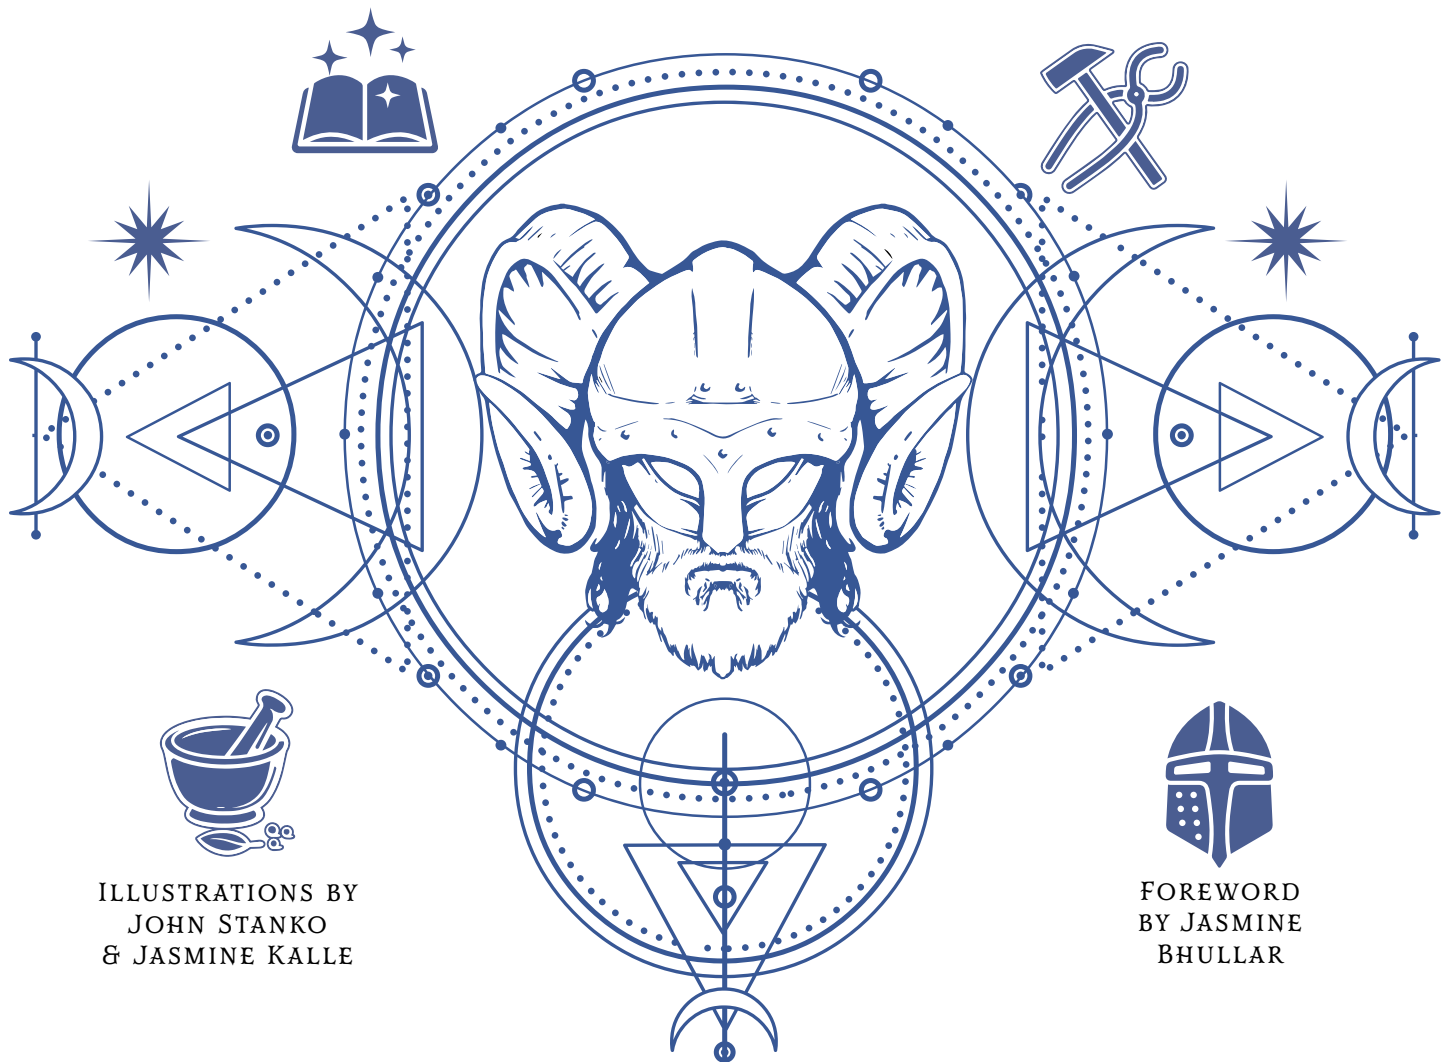 Illustrations by
John Stanko
& Jasmine Kalle
Foreword
by Jasmine
Bhullar